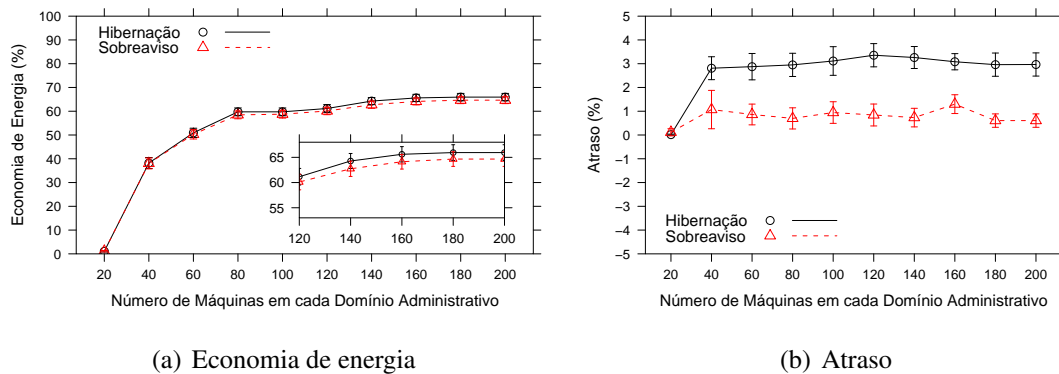 Economia de Energia (%)
100
90
80
70
60
50
40
30
20
10
0
Hibernação
Sobreaviso
65
60
55
120 140 160 180 200
20 40 60 80 100 120 140 160 180 200
Número de Máquinas em cada Domínio Administrativo
(a) Economia de energia
Atraso (%)
5
4
3
2
1
0
−1
−2
−3
−4
−5
Hibernação
Sobreaviso
20 40 60 80 100 120 140 160 180 200
Número de Máquinas em cada Domínio Administrativo
(b) Atraso